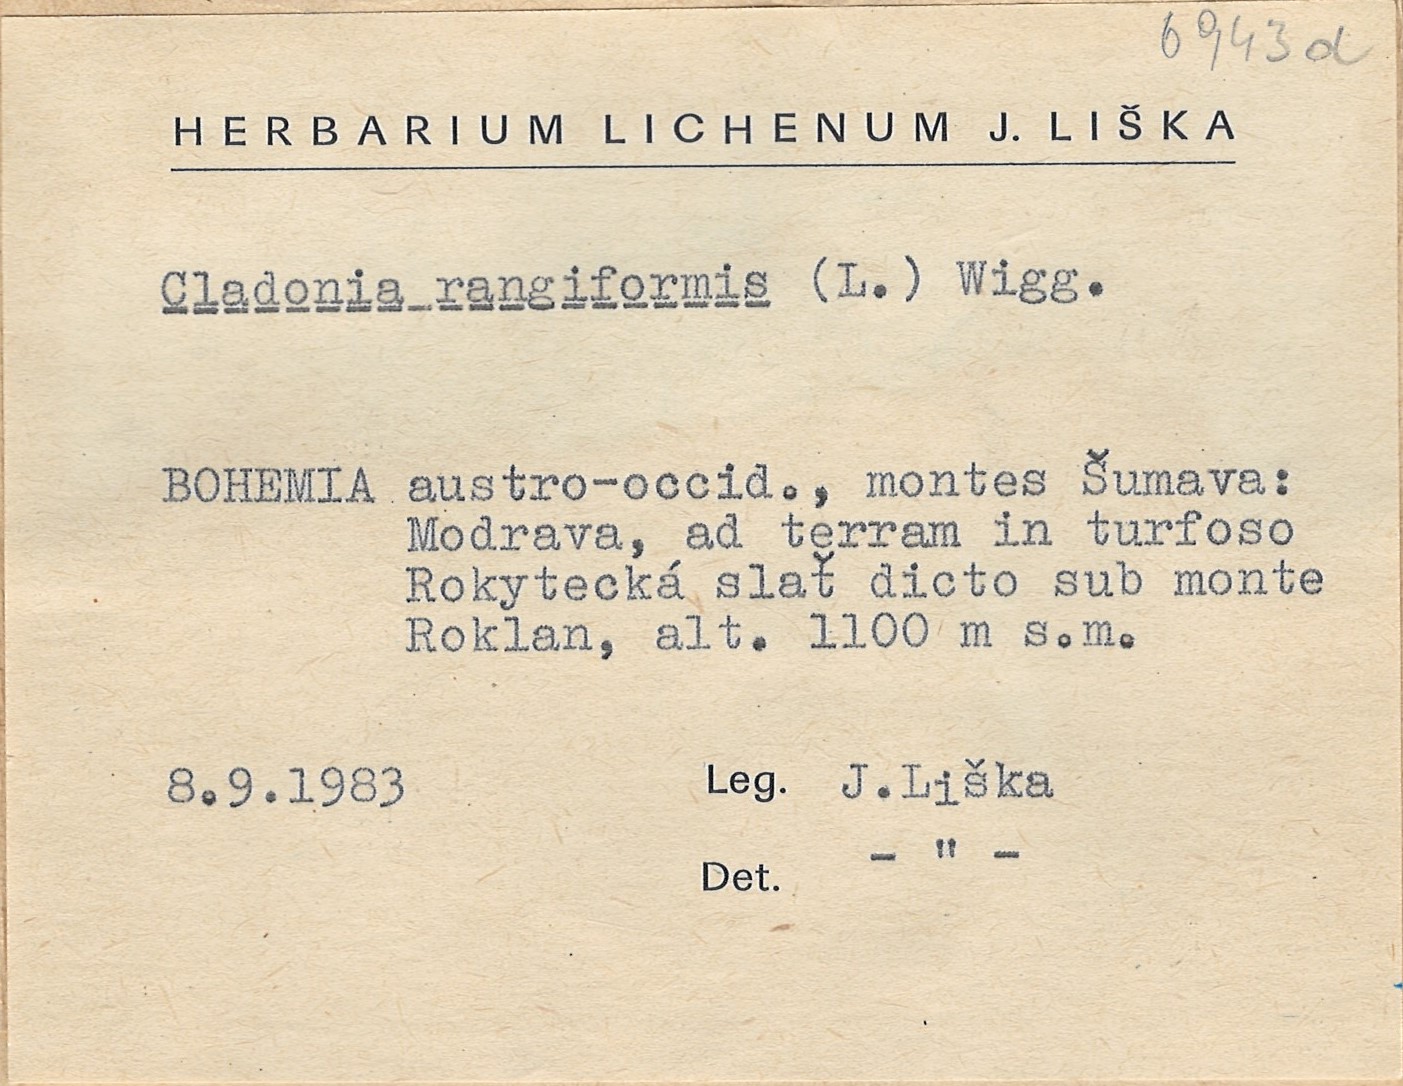 6943d
HERBARIUM LICHENUM J. LIŠKA
Cladonia rangiformis (L.) Wigg.
BOHEMIA austro-occid., montes Šumava:
Modrava, ad terram in turfoso
Rokytecká slať dicto sub monte
Roklan, alt. 1100 m s.m.
8.9.1983 Leg. J.Liška
Det. - " -